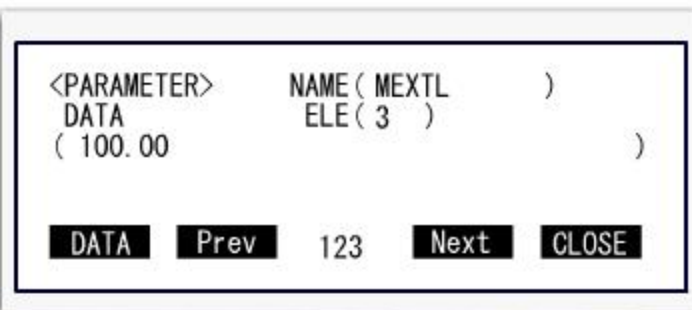 <PARAMETER> NAME( MEXTL )
DATA ELE( 3 )
( 100.00 )
DATA Prev 123 Next CLOSE